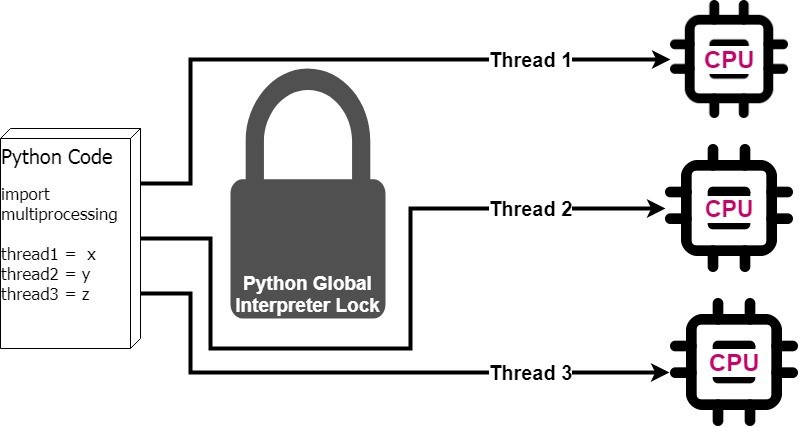 Python Code
import
multiprocessing
thread1 = x
thread2 = y
thread3 = z
Python Global
Interpreter Lock
Thread 1
CPU
Thread 2
CPU
Thread 3
CPU